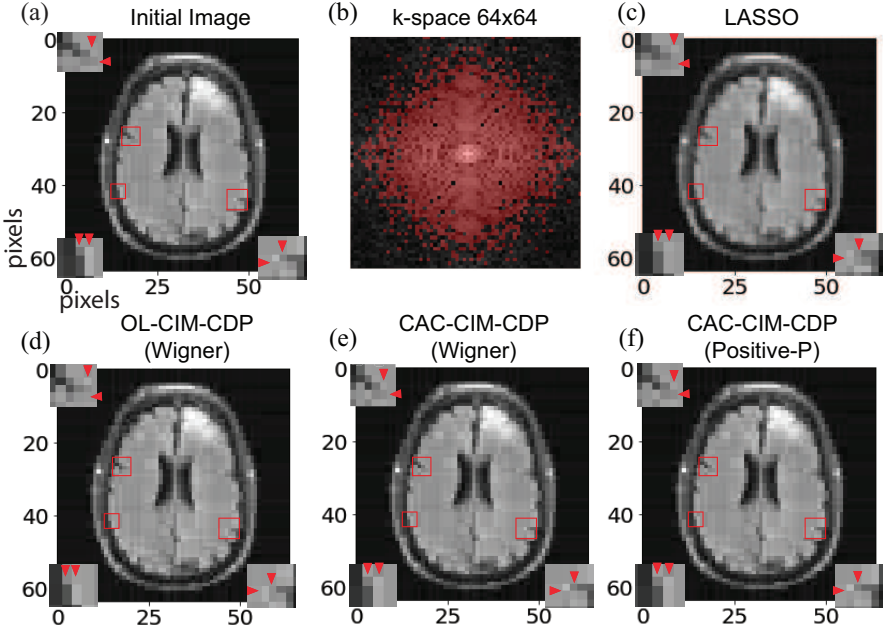 (a)
Initial Image
k-space 64x64
(c)
LASSO
(b)
0
20
40
60
pixels
0
25
50
pixels
0
20
40
60
0
25
50
(d)
OL-CIM-CDP
(Wigner)
(e)
CAC-CIM-CDP
(Wigner)
(f)
CAC-CIM-CDP
(Positive-P)
0
20
40
60
0
25
50
0
20
40
60
0
25
50
0
20
40
60
0
25
50